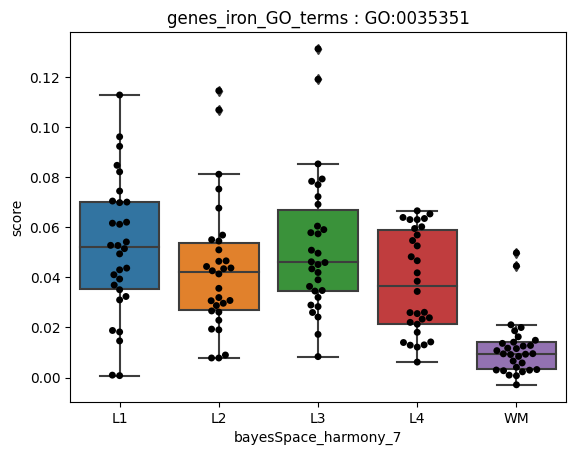 genes_iron_GO_terms : GO:0035351
0.12
0.10
0.08
0.06
0.04
0.02
0.00
score
L1 L2 L3 L4 WM
bayesSpace_harmony_7